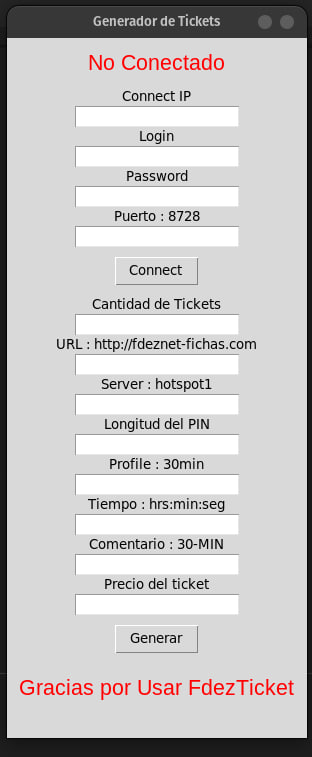 Generador de Tickets
No Conectado
Connect IP
Login
Password
Puerto : 8728
Connect
Cantidad de Tickets
URL : http://fdeznet-fichas.com
Server : hotspot1
Longitud del PIN
Profile : 30min
Tiempo : hrs:min:seg
Comentario : 30-MIN
Precio del ticket
Generar
Gracias por Usar FdezTicket